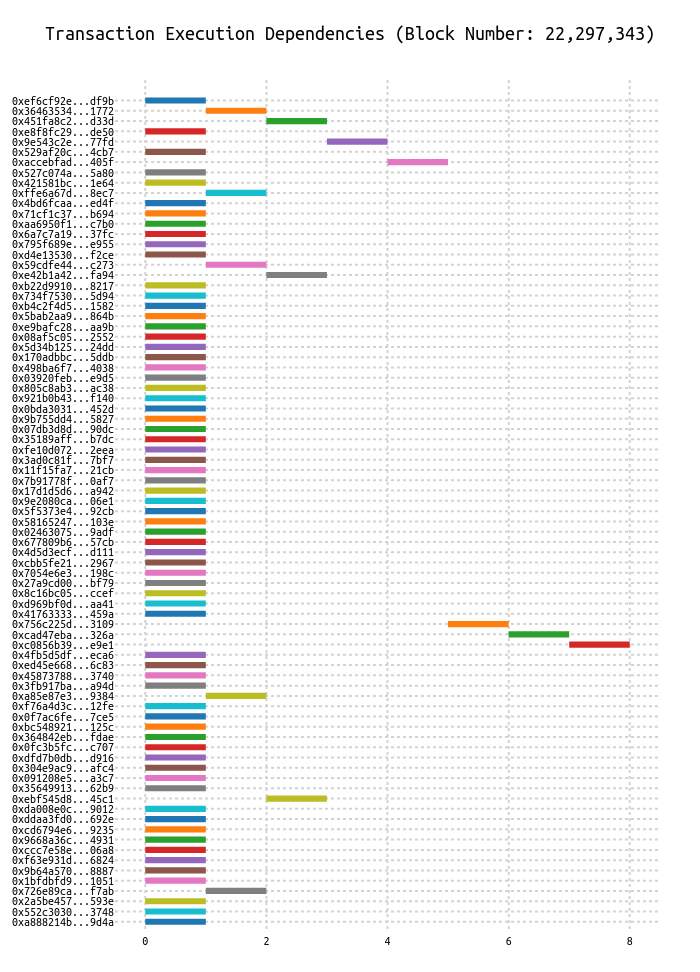 Transaction Execution Dependencies (Block Number: 22,297,343)
0xef6cf92e...df9b
0x36463534...1772
0x451fa8c2...d33d
0xe8f8fc29...de50
0x9e543c2e...77fd
0x529af20c...4cb7
0xaccebfad...405f
0x527c074a...5a80
0x421581bc...1e64
0xffe6a67d...8ec7
0x4bd6fcaa...ed4f
0x71cf1c37...b694
0xaa6950f1...c7b0
0x6a7c7a19...37fc
0x795f689e...e955
0xd4e13530...f2ce
0x59cdfe44...c273
0xe42b1a42...fa94
0xb22d9910...8217
0x734f7530...5d94
0xb4c2f4d5...1582
0x5bab2aa9...864b
0xe9bafc28...aa9b
0x08af5c05...2552
0x5d34b125...24dd
0x170adbbc...5ddb
0x498ba6f7...4038
0x03920feb...e9d5
0x805c8ab3...ac38
0x921b0b43...f140
0x0bda3031...452d
0x9b755dd4...5827
0x07db3d8d...90dc
0x35189aff...b7dc
0xfe10d072...2eea
0x3ad0c81f...7bf7
0x11f15fa7...21cb
0x7b91778f...0af7
0x17d1d5d6...a942
0x9e2080ca...06e1
0x5f5373e4...92cb
0x58165247...103e
0x02463075...9adf
0x677809b6...57cb
0x4d5d3ecf...d111
0xcbb5fe21...2967
0x7054e6e3...198c
0x27a9cd00...bf79
0x8c16bc05...ccef
0xd969bf0d...aa41
0x41763333...459a
0x756c225d...3109
0xcad47eba...326a
0xc0856b39...e9e1
0x4fb5d5df...eca6
0xed45e668...6c83
0x45873788...3740
0x3fb917ba...a94d
0xa85e87e3...9384
0xf76a4d3c...12fe
0x0f7ac6fe...7ce5
0xbc548921...125c
0x364842eb...fdae
0x0fc3b5fc...c707
0xdfd7b0db...d916
0x304e9ac9...afc4
0x091208e5...a3c7
0x35649913...62b9
0xebf545d8...45c1
0xda008e0c...9012
0xddaa3fd0...692e
0xcd6794e6...9235
0x9668a36c...4931
0xccc7e58e...06a8
0xf63e931d...6824
0x9b64a570...8887
0x1bfdbfd9...1051
0x726e89ca...f7ab
0x2a5be457...593e
0x552c3030...3748
0xa888214b...9d4a
0 2 4 6 8